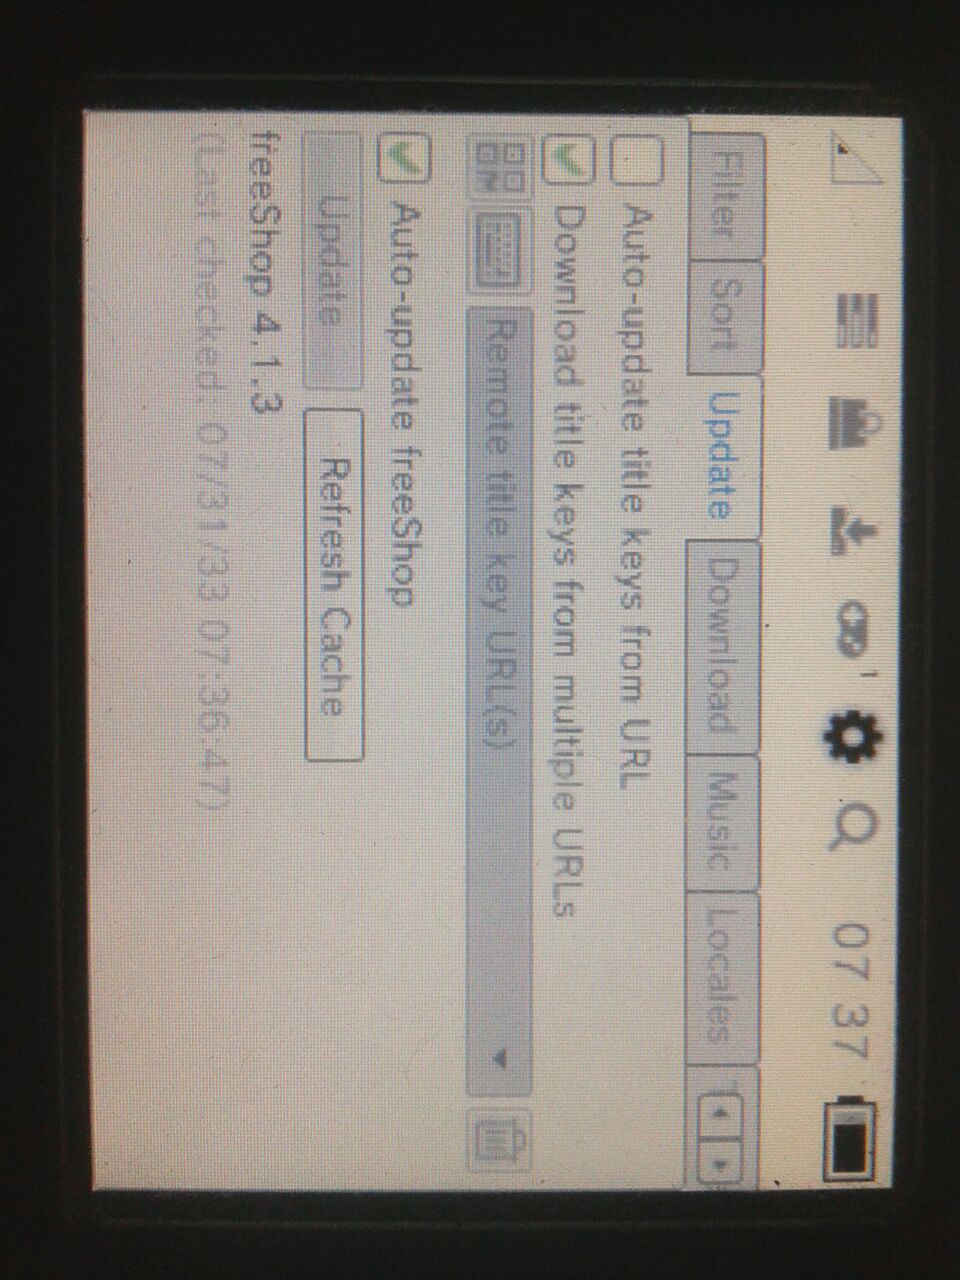 1 07 37
Filter Sort Update Download Music Locales
Auto-update title keys from URL
Download title keys from multiple URLs
Remote title key URL(s)
Auto-update freeShop
Update Refresh Cache
freeShop 4.1.3
(Last checked: 07/31/33 07:36:47)